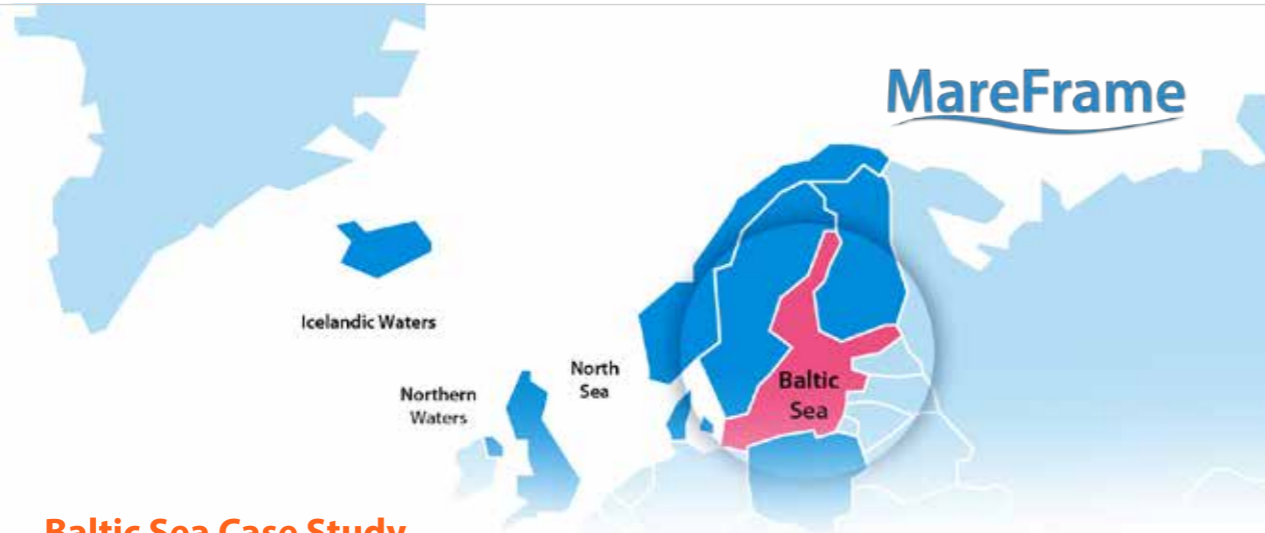 MareFrame
Icelandic Waters
North
Sea
Northern
Waters
Baltic
Sea
Baltic Sea Case Study